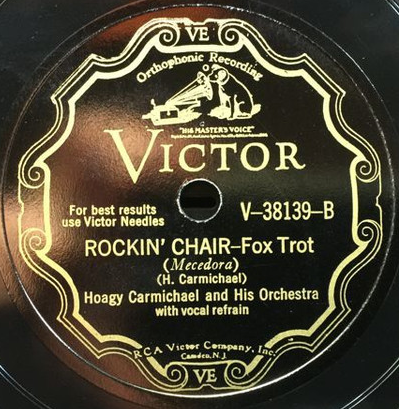 VE
Orthophonic Recording
"HIS MASTER'S VOICE"
VICTOR
For best results
use Victor Needles
V-38139-B
ROCKIN' CHAIR-Fox Trot
(Mecedora)
(H. Carmichael)
Hoagy Carmichael and His Orchestra
with vocal refrain
RCA Victor Company, Inc.
Camden, N.J.
VE